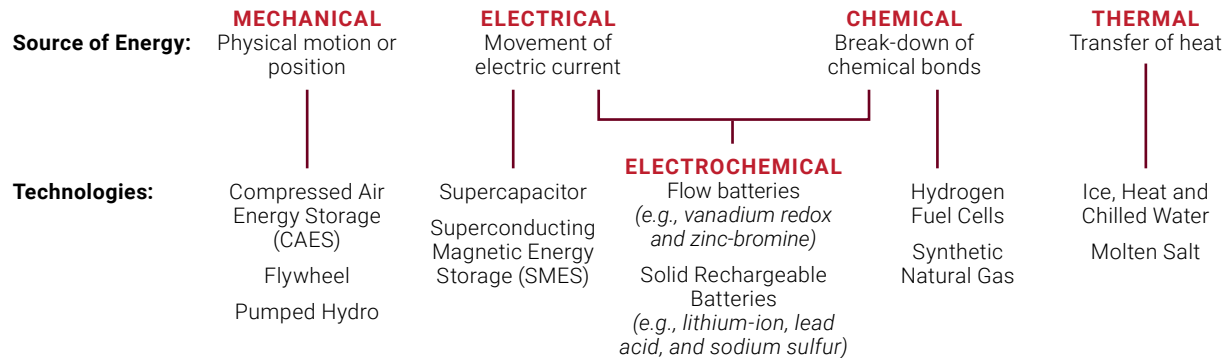 MECHANICAL
ELECTRICAL
CHEMICAL
THERMAL
Source of Energy:
Physical motion or
position
Movement of
electric current
Break-down of
chemical bonds
Transfer of heat
Technologies:
Compressed Air
Energy Storage
(CAES)
Flywheel
Pumped Hydro
Supercapacitor
Superconducting
Magnetic Energy
Storage (SMES)
ELECTROCHEMICAL
Flow batteries
(e.g., vanadium redox
and zinc-bromine)
Solid Rechargeable
Batteries
(e.g., lithium-ion, lead
acid, and sodium sulfur)
Hydrogen
Fuel Cells
Synthetic
Natural Gas
Ice, Heat and
Chilled Water
Molten Salt